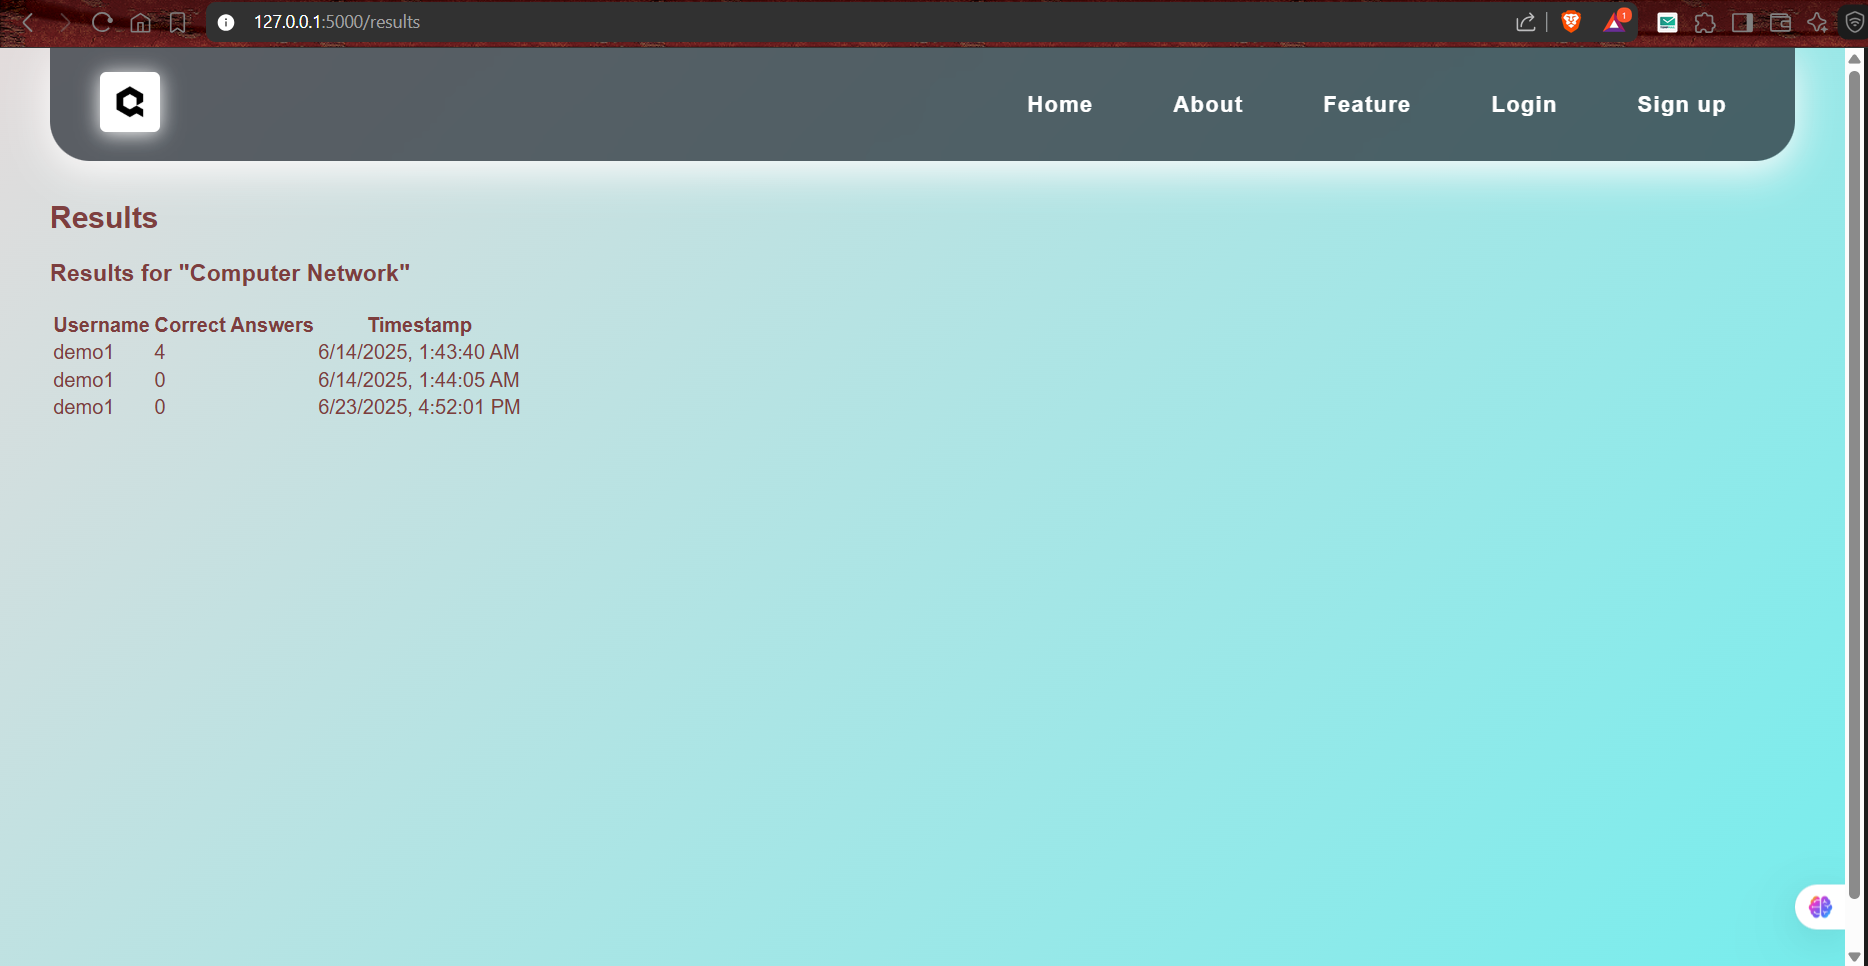 127.0.0.1:5000/results
1
Home About Feature Login Sign up
Results
Results for "Computer Network"
Username Correct Answers Timestamp
demo1 4 6/14/2025, 1:43:40 AM
demo1 0 6/14/2025, 1:44:05 AM
demo1 0 6/23/2025, 4:52:01 PM